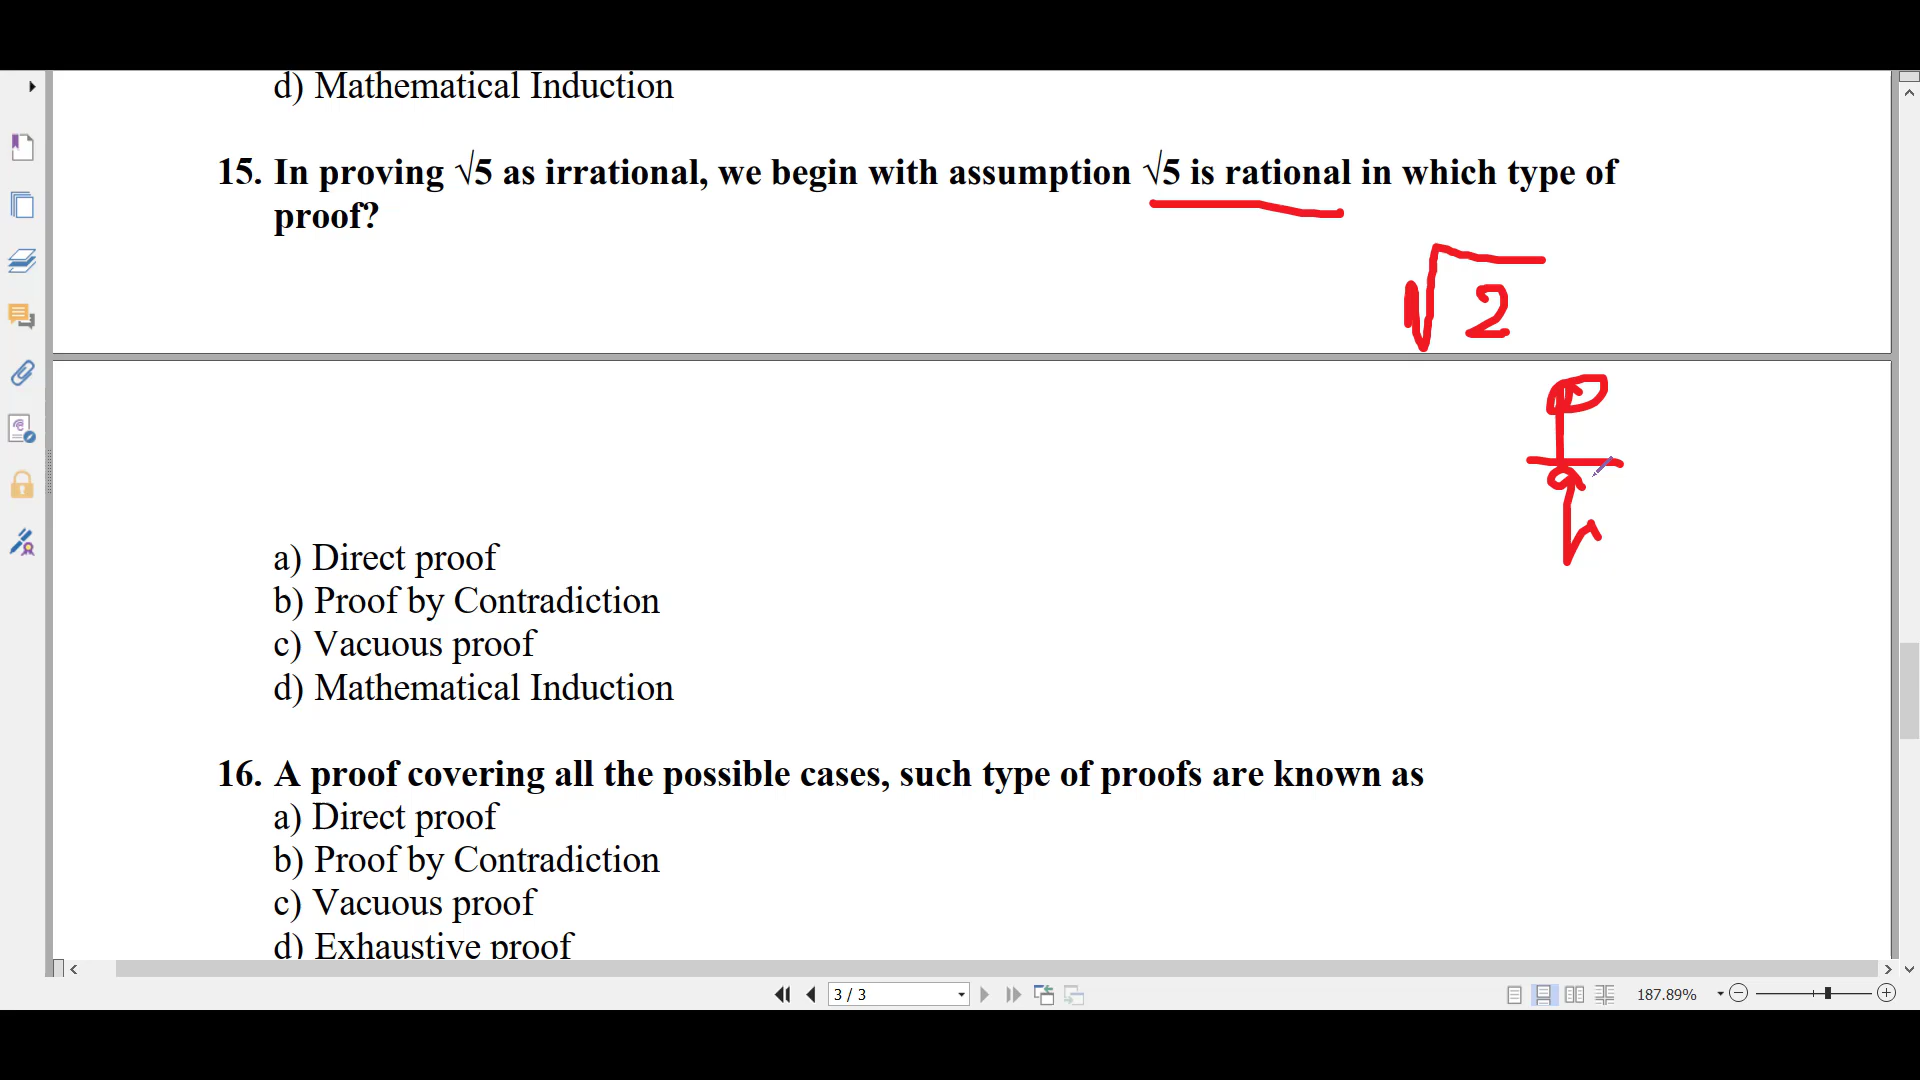 d) Mathematical Induction
15. In proving √5 as irrational, we begin with assumption √5 is rational in which type of
proof?
√2
p
q
a) Direct proof
b) Proof by Contradiction
c) Vacuous proof
d) Mathematical Induction
16. A proof covering all the possible cases, such type of proofs are known as
a) Direct proof
b) Proof by Contradiction
c) Vacuous proof
d) Exhaustive proof
3 / 3
187.89%